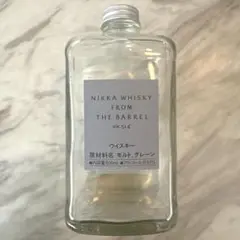 NIKKA WHISKY
FROM
THE BARREL
ウイスキー
原材料名 モルト、グレーン